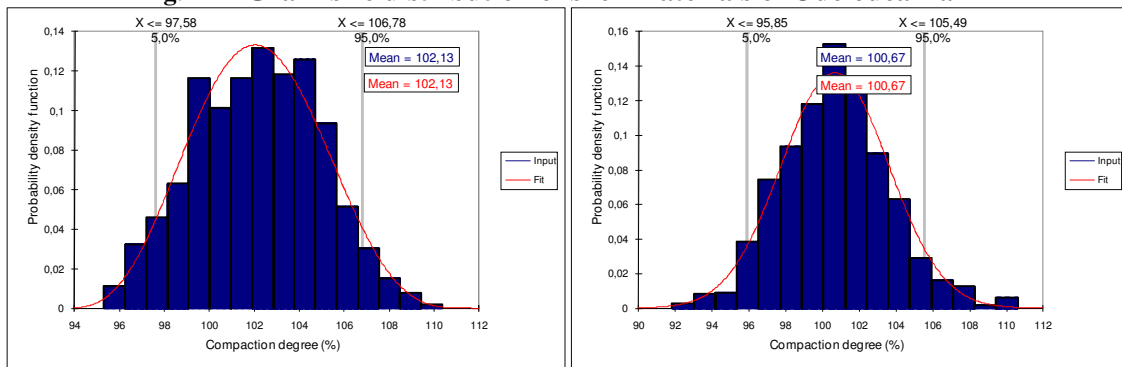 X <= 97,58
5,0%
X <= 106,78
95,0%
Mean = 102,13
Mean = 102,13
Probability density function
0,14
0,12
0,1
0,08
0,06
0,04
0,02
0
94
96
98
100
102
104
106
108
110
112
Compaction degree (%)
Input
Fit
X <= 95,85
5,0%
X <= 105,49
95,0%
Mean = 100,67
Mean = 100,67
Probability density function
0,16
0,14
0,12
0,1
0,08
0,06
0,04
0,02
0
90
92
94
96
98
100
102
104
106
108
110
112
Compaction degree (%)
Input
Fit